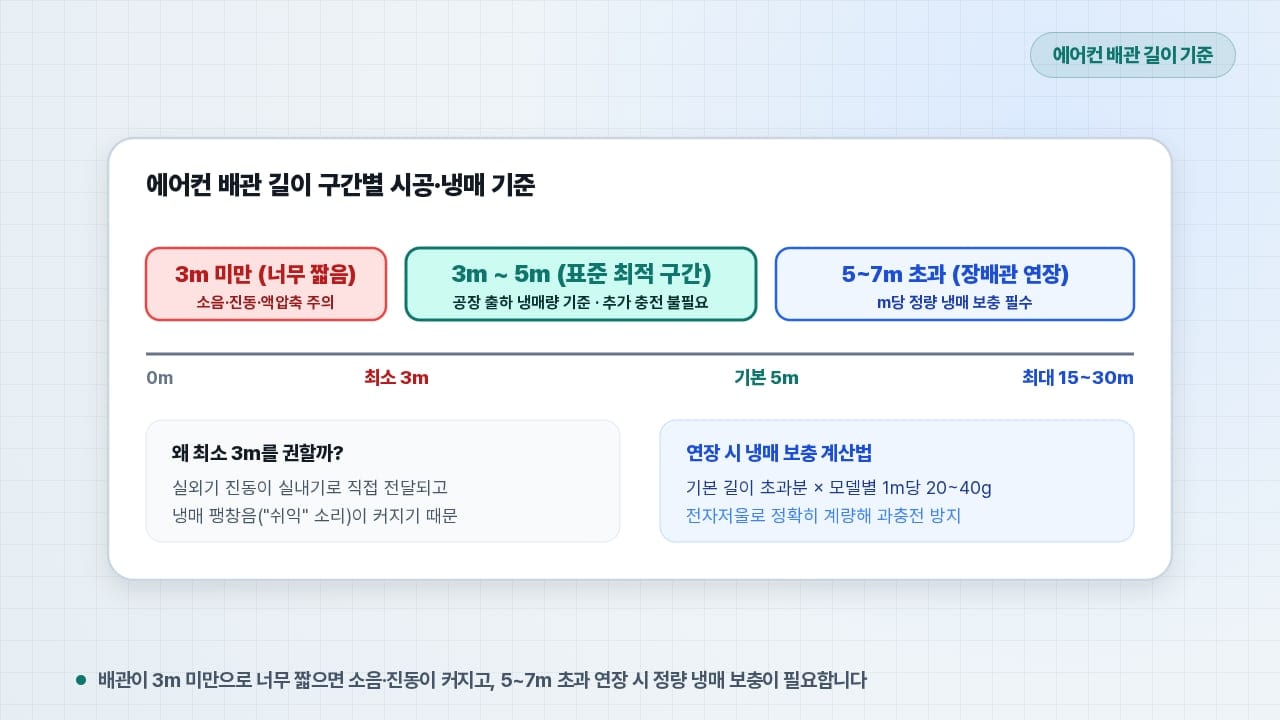 에어컨 배관 길이 기준
에어컨 배관 길이 구간별 시공·냉매 기준
3m 미만 (너무 짧음)
소음·진동·액압축 주의
3m ~ 5m (표준 최적 구간)
공장 출하 냉매량 기준 · 추가 충전 불필요
5~7m 초과 (장배관 연장)
m당 정량 냉매 보충 필수
0m
최소 3m
기본 5m
최대 15~30m
왜 최소 3m를 권할까?
실외기 진동이 실내기로 직접 전달되고
냉매 팽창음("쉬익" 소리)이 커지기 때문
연장 시 냉매 보충 계산법
기본 길이 초과분 × 모델별 1m당 20~40g
전자저울로 정확히 계량해 과충전 방지
배관이 3m 미만으로 너무 짧으면 소음·진동이 커지고, 5~7m 초과 연장 시 정량 냉매 보충이 필요합니다